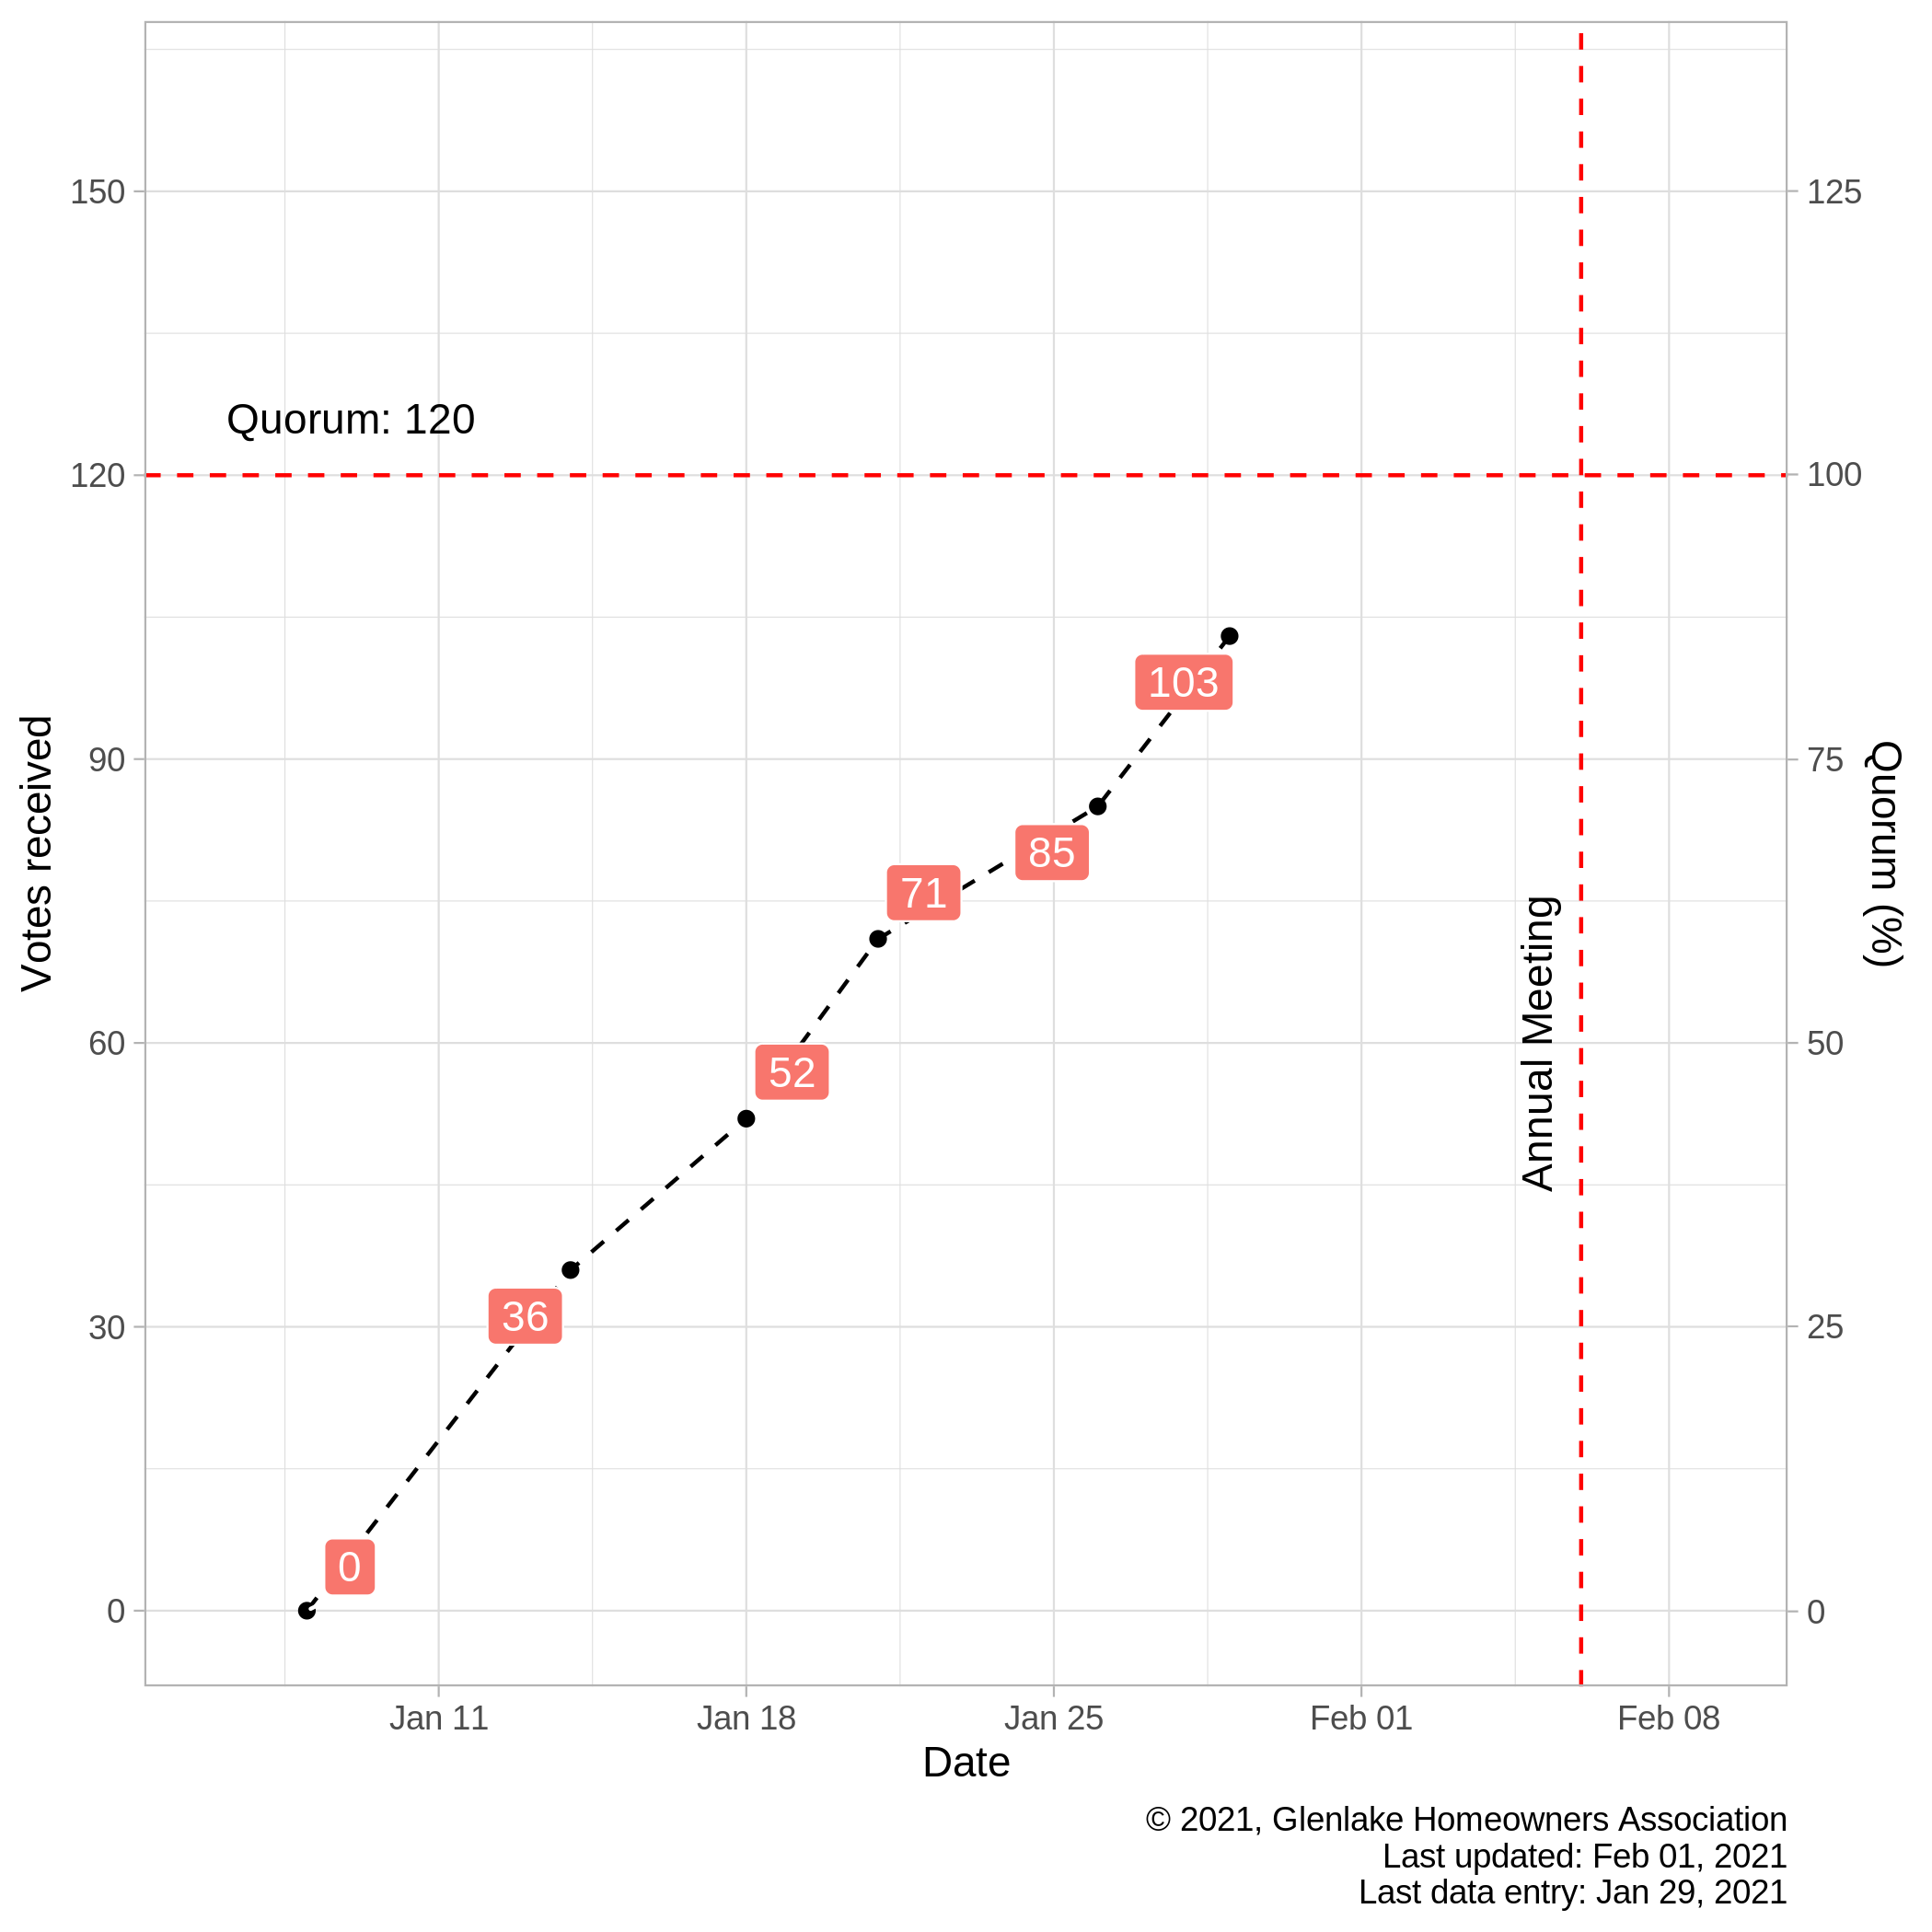 150
120
90
60
30
0
Votes received
125
100
75
50
25
0
Quorum (%)
Quorum: 120
Annual Meeting
103
85
71
52
36
0
Jan 11
Jan 18
Jan 25
Feb 01
Feb 08
Date
© 2021, Glenlake Homeowners Association
Last updated: Feb 01, 2021
Last data entry: Jan 29, 2021